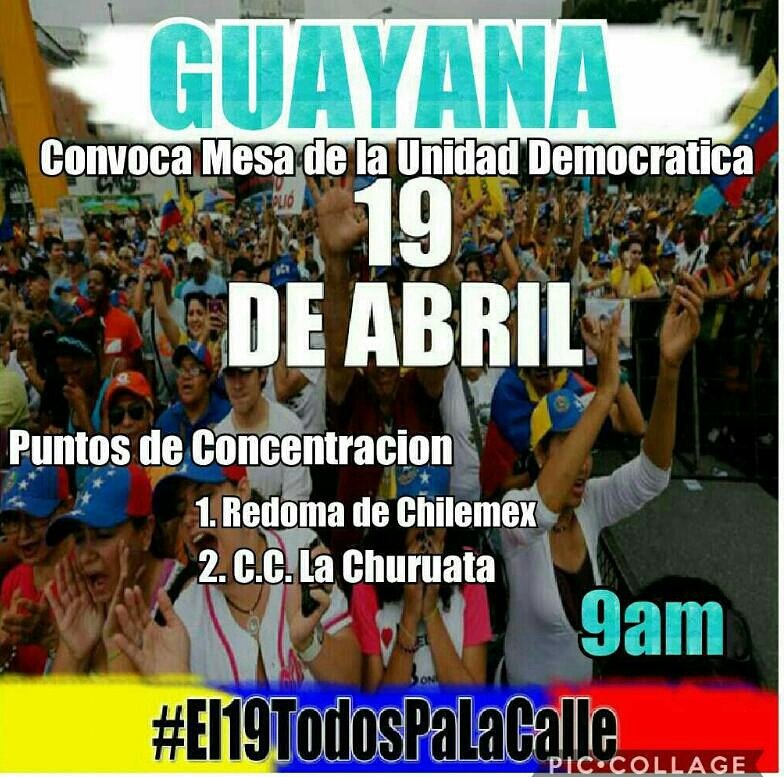 GUAYANA
Convoca Mesa de la Unidad Democratica
19
DE ABRIL
Puntos de Concentracion
1. Redoma de Chilemex
2. C.C. La Churuata
9am
#El19TodosPaLaCalle
PIC•COLLAGE